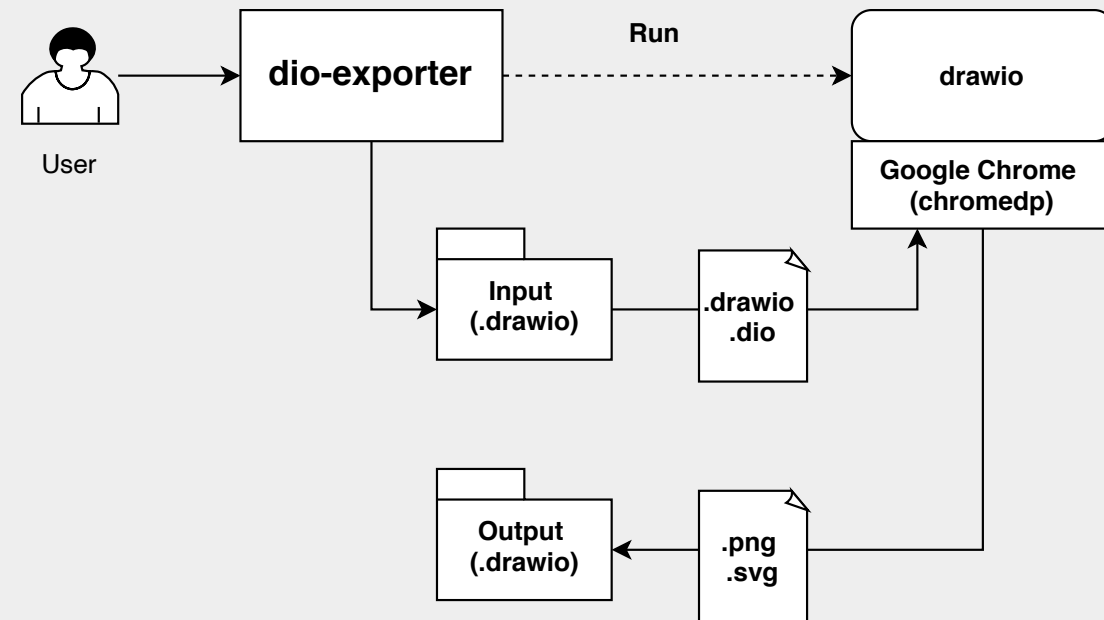 Run
dio-exporter
drawio
User
Google Chrome
(chromedp)
Input
(.drawio)
.drawio
.dio
Output
(.drawio)
.png
.svg